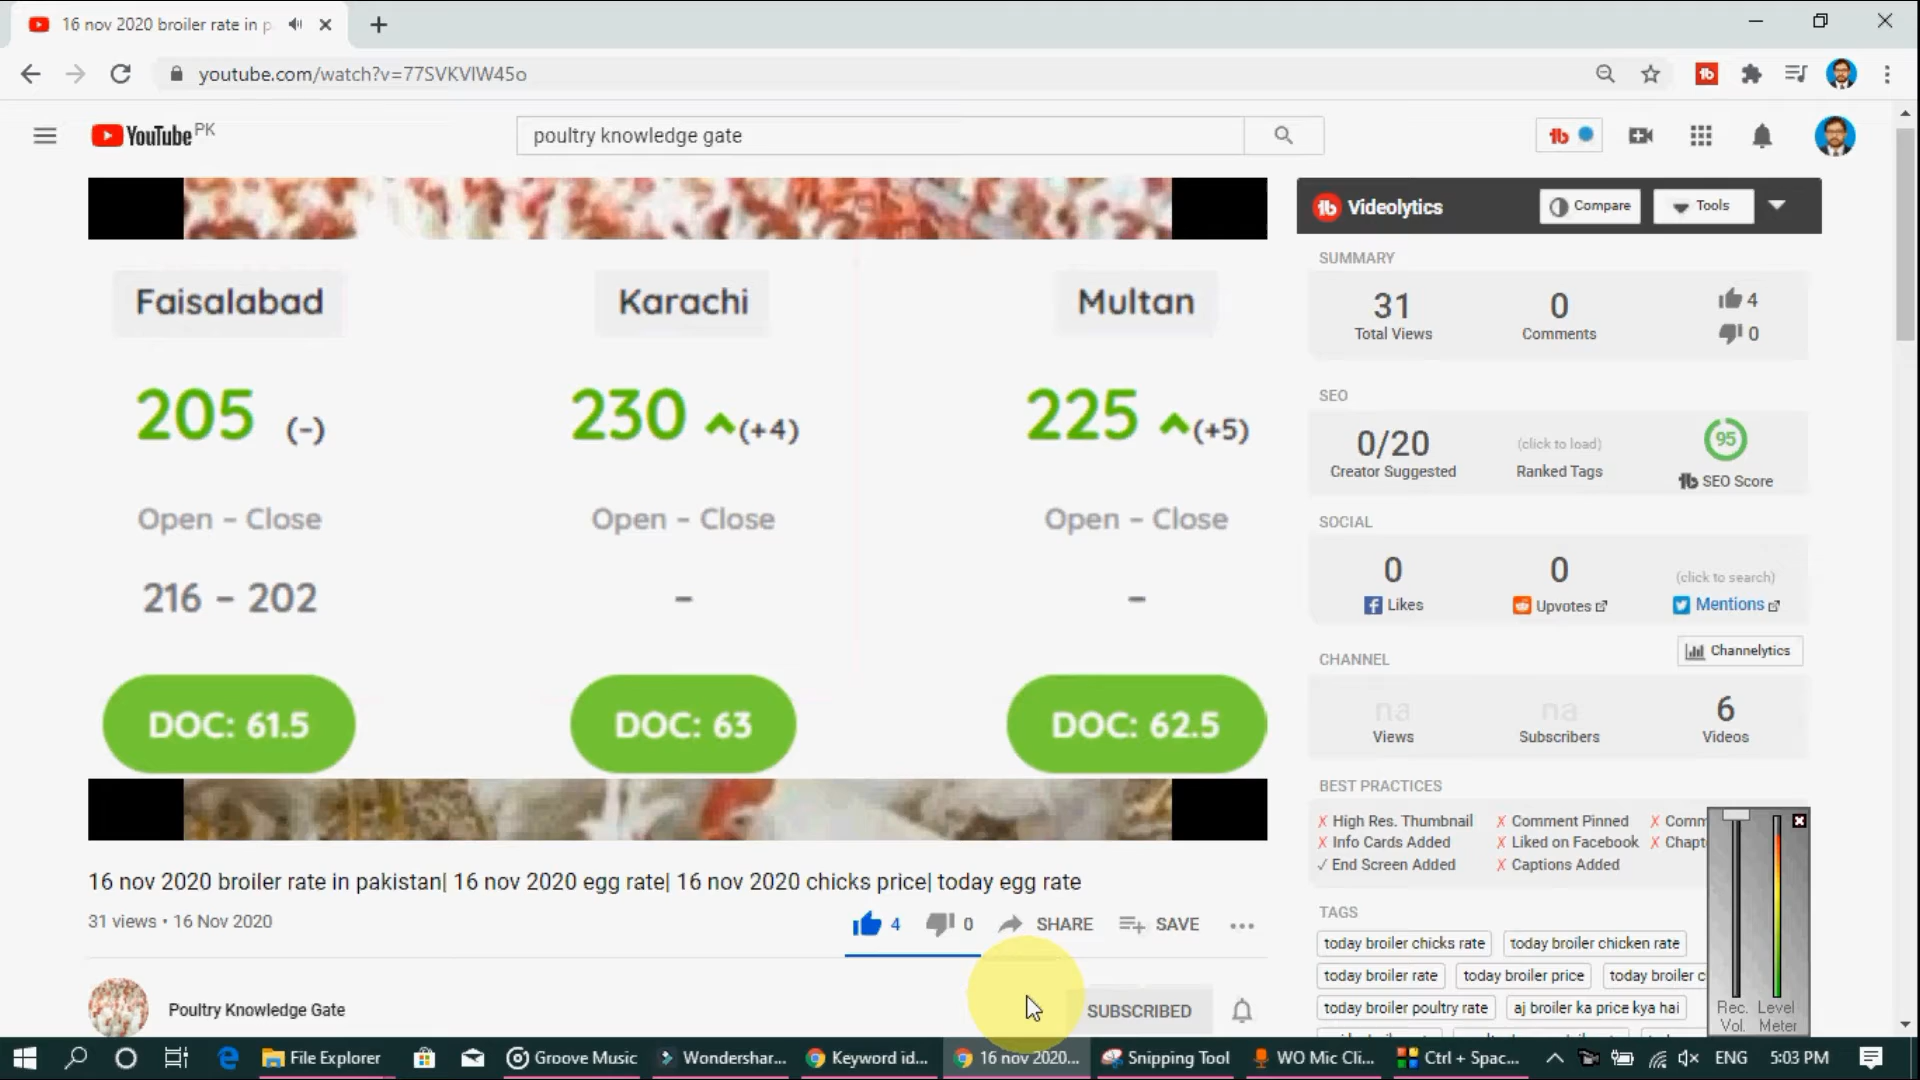 16 nov 2020 broiler rate in p
youtube.com/watch?v=77SVKVIW45o
YouTube PK
poultry knowledge gate
Videolytics
Compare
Tools
SUMMARY
31
Total Views
0
Comments
4
0
SEO
0/20
Creator Suggested
(click to load)
Ranked Tags
95
SEO Score
SOCIAL
0
Likes
0
Upvotes
(click to search)
Mentions
CHANNEL
Channelytics
na
Views
na
Subscribers
6
Videos
BEST PRACTICES
X High Res. Thumbnail
X Comment Pinned
X Comm
X Info Cards Added
X Liked on Facebook
X Chapt
✓ End Screen Added
X Captions Added
TAGS
today broiler chicks rate
today broiler chicken rate
today broiler rate
today broiler price
today broiler c
today broiler poultry rate
aj broiler ka price kya hai
Rec. Vol.
Level Meter
Faisalabad
205 (-)
Open - Close
216 - 202
DOC: 61.5
Karachi
230 (+4)
Open - Close
-
DOC: 63
Multan
225 (+5)
Open - Close
-
DOC: 62.5
16 nov 2020 broiler rate in pakistan| 16 nov 2020 egg rate| 16 nov 2020 chicks price| today egg rate
31 views • 16 Nov 2020
4
0
SHARE
SAVE
Poultry Knowledge Gate
SUBSCRIBED
File Explorer
Groove Music
Wondershar...
Keyword id...
16 nov 2020...
Snipping Tool
WO Mic Cli...
Ctrl + Spac...
ENG
5:03 PM